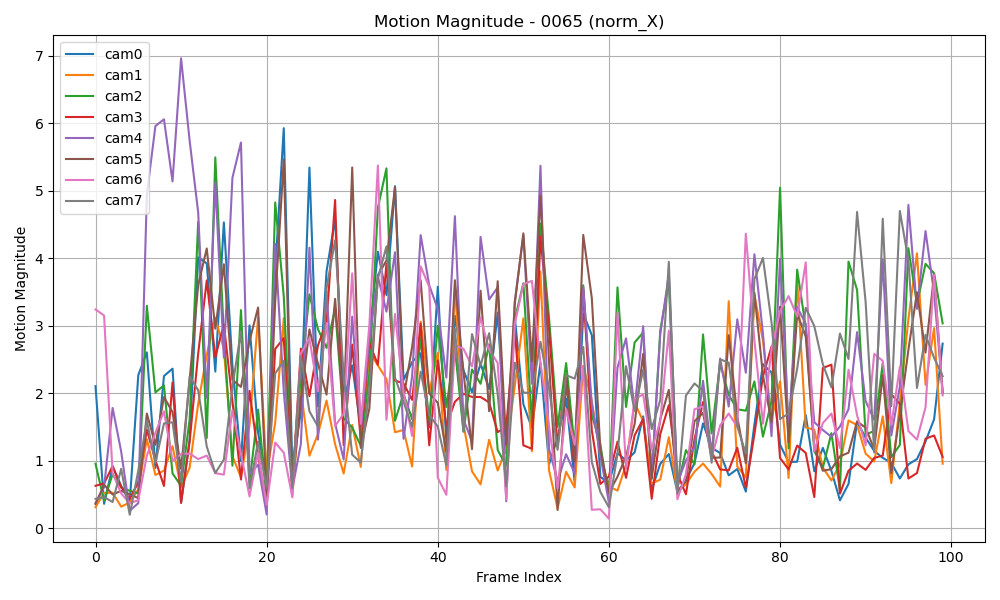 Motion Magnitude - 0065 (norm_X)
7
6
5
4
3
2
1
0
Motion Magnitude
cam0
cam1
cam2
cam3
cam4
cam5
cam6
cam7
0
20
40
60
80
100
Frame Index